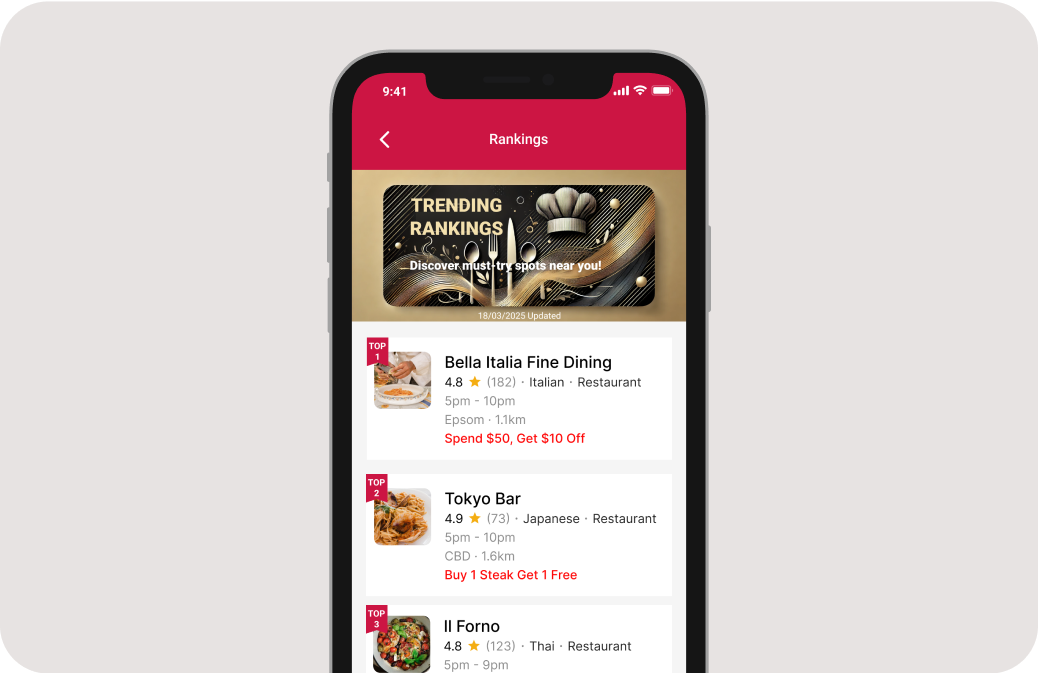 9:41
Rankings
TRENDING
RANKINGS
Discover must-try spots near you!
18/03/2025 Updated
TOP
1
Bella Italia Fine Dining
4.8 ★ (182) · Italian · Restaurant
5pm - 10pm
Epsom · 1.1km
Spend $50, Get $10 Off
TOP
2
Tokyo Bar
4.9 ★ (73) · Japanese · Restaurant
5pm - 10pm
CBD · 1.6km
Buy 1 Steak Get 1 Free
TOP
3
Il Forno
4.8 ★ (123) · Thai · Restaurant
5pm - 9pm